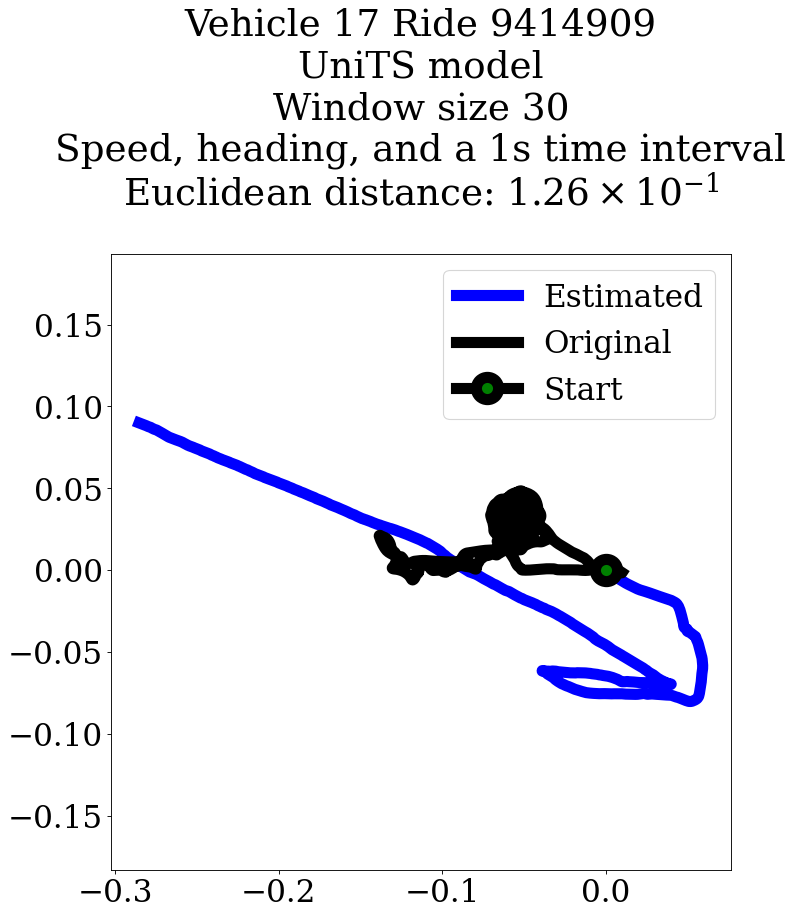 Vehicle 17 Ride 9414909
UniTS model
Window size 30
Speed, heading, and a 1s time interval
Euclidean distance: 1.26 × 10⁻¹
Estimated
Original
Start
0.15
0.10
0.05
0.00
−0.05
−0.10
−0.15
−0.3
−0.2
−0.1
0.0